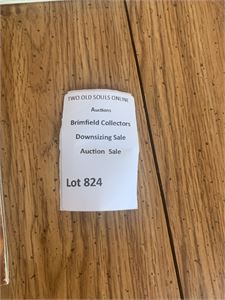 TWO OLD SOULS ONLINE
Auctions
Brimfield Collectors
Downsizing Sale
Auction Sale
Lot 824